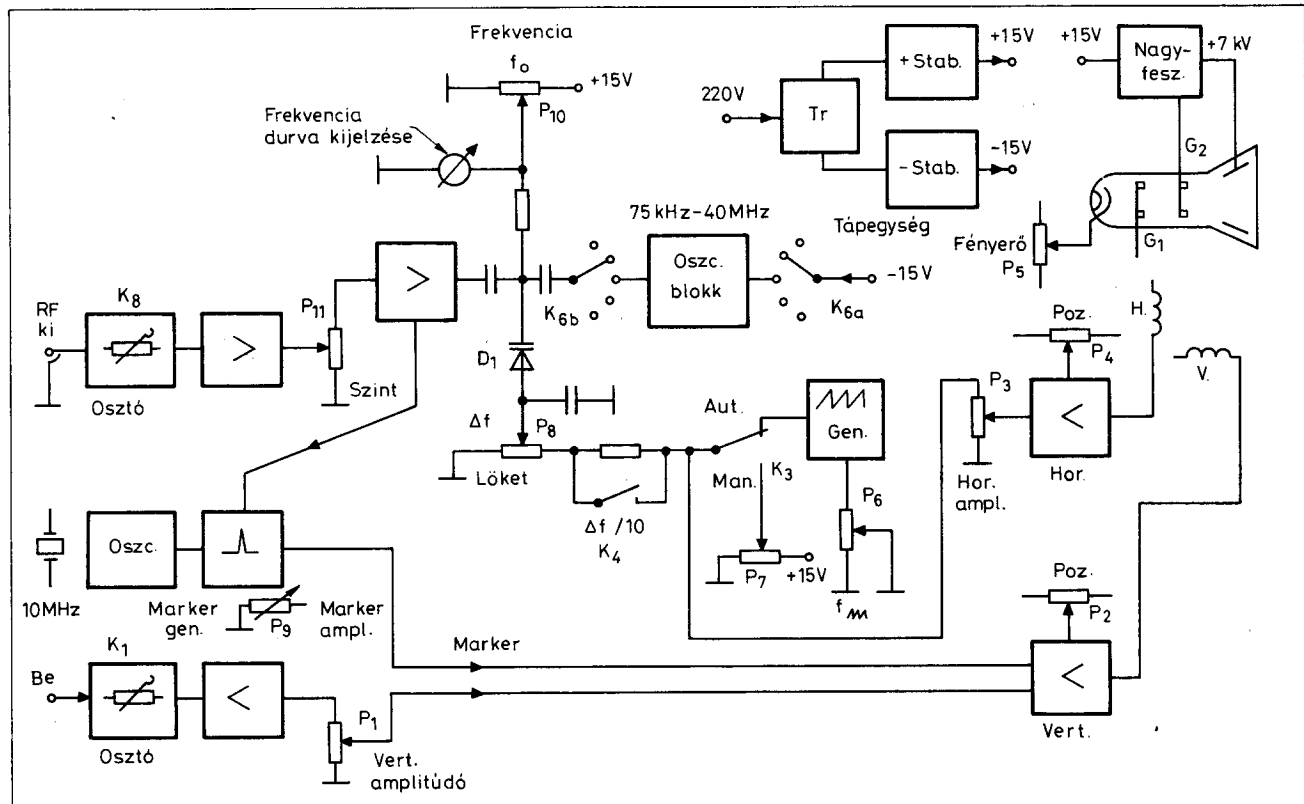 Frekvencia
f₀
+15V
P₁₀
Frekvencia
durva kijelzése
220V
Tr
+Stab.
+15V
-Stab.
-15V
Tápegység
+15V
Nagy-
fesz.
+7 kV
G₂
G₁
Fényerő
P₅
75kHz-40MHz
Oszc.
blokk
K₆b
K₆a
-15V
RF
ki
K₈
Osztó
>
P₁₁
Szint
>
D₁
Δf
P₈
Löket
Δf/10
K₄
Aut.
Man.
K₃
Gen.
P₇
+15V
P₆
f
Poz.
P₄
H.
V.
P₃
Hor.
ampl.
<
Hor.
10MHz
Oszc.
Marker
gen.
P₉
Marker
ampl.
Marker
Be
K₁
Osztó
<
P₁
Vert.
amplitúdó
Poz.
P₂
<
Vert.